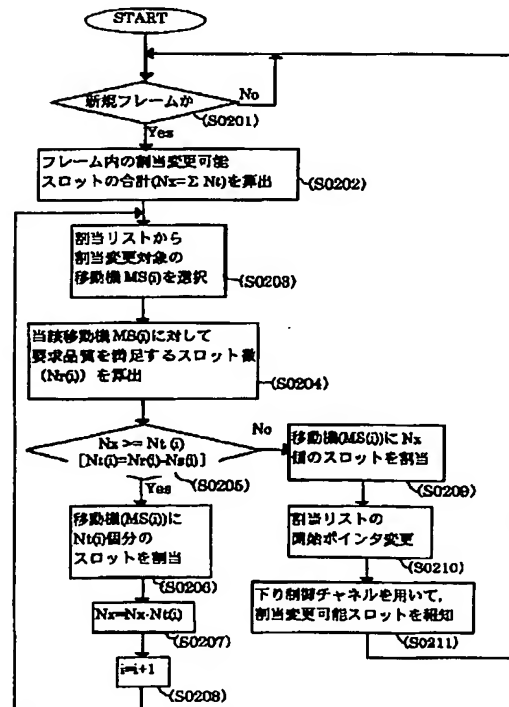 START
新規フレームか
No
(S0201)
Yes
フレーム内の割当変更可能
スロットの合計(Nx=Σ Nt)を算出
(S0202)
割当リストから
割当変更対象の
移動機 MS(i)を選択
(S0203)
当該移動機 MS(i)に対して
要求品質を満足するスロット数
(Nr(i)) を算出
(S0204)
Nx >= Nt (i)
[Nt(i)=Nr(i)-Ns(i)]
No
(S0205)
Yes
移動機(MS(i))に
Nt(i)個分の
スロットを割当
(S0206)
Nx=Nx-Nt(i)
(S0207)
i=i+1
(S0208)
移動機(MS(i))に Nx
個のスロットを割当
(S0209)
割当リストの
開始ポインタ変更
(S0210)
下り制御チャネルを用いて,
割当変更可能スロットを報知
(S0211)